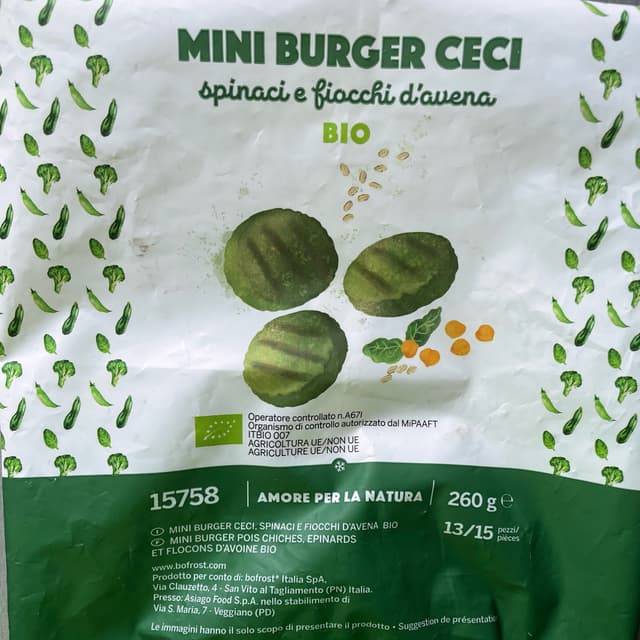 MINI BURGER CECI
spinaci e fiocchi d'avena
BIO
Operatore controllato n.A67I
Organismo di controllo autorizzato dal MiPAAFT
ITBIO 007
AGRICOLTURA UE/NON UE
AGRICULTURE UE/NON UE
15758 AMORE PER LA NATURA 260 g e
13/15 pezzi/
pièces
MINI BURGER CECI, SPINACI E FIOCCHI D'AVENA BIO
MINI BURGER POIS CHICHES, EPINARDS
ET FLOCONS D'AVOINE BIO
www.bofrost.com
Prodotto per conto di: bofrost* Italia SpA,
Via Clauzetto, 4 - San Vito al Tagliamento (PN) Italia.
Presso: Asiago Food S.p.A. nello stabilimento di
Via S. Maria, 7 - Veggiano (PD)
Le immagini hanno il solo scopo di presentare il prodotto • Suggestion de présentation